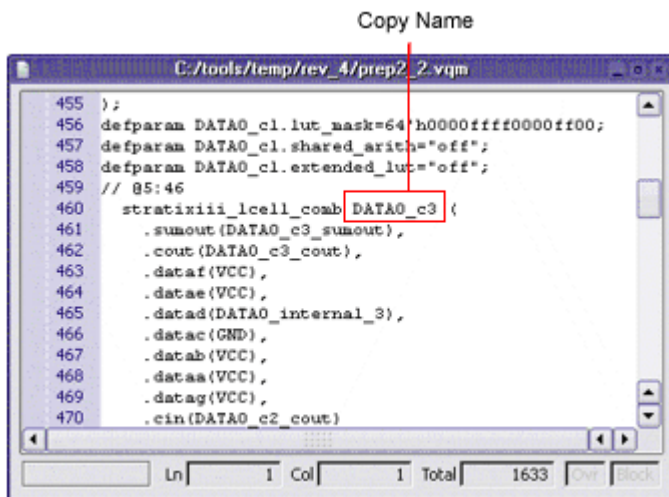 Copy Name
C:/tools/temp/rev_4/prep2_2.vqm
455 );
456 defparam DATA0_c1.lut_mask=64'h0000ffff0000ff00;
457 defparam DATA0_c1.shared_arith="off";
458 defparam DATA0_c1.extended_lut="off";
459 // @5:46
460 stratixiii_lcell_comb DATA0_c3 (
461 .sumout(DATA0_c3_sumout),
462 .cout(DATA0_c3_cout),
463 .dataf(VCC),
464 .datae(VCC),
465 .datad(DATA0_internal_3),
466 .datac(GND),
467 .datab(VCC),
468 .dataa(VCC),
469 .datag(VCC),
470 .cin(DATA0_c2_cout)
Ln 1 Col 1 Total 1633 Ovr Block